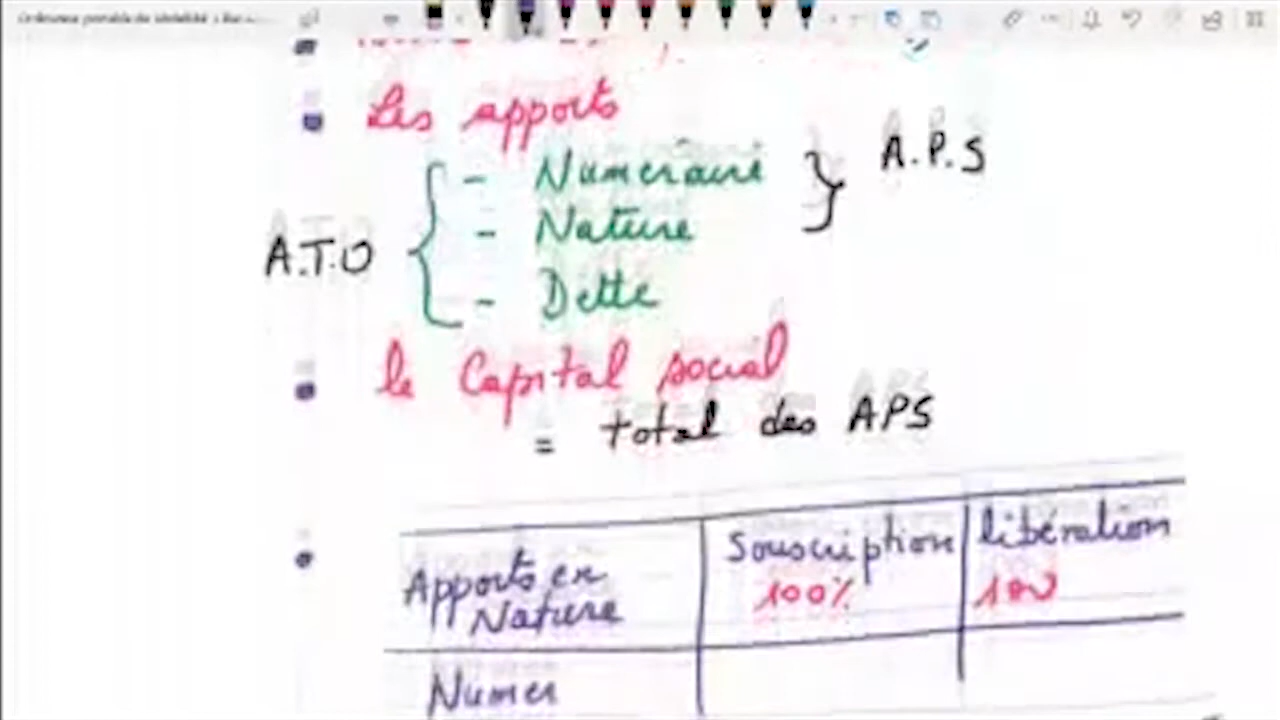 Les apports
- Numeraire } A.P.S
- Nature
A.T.O {
- Dette
le Capital social
= total des APS
Souscription libération
Apports en 100% 100
Nature
Numer